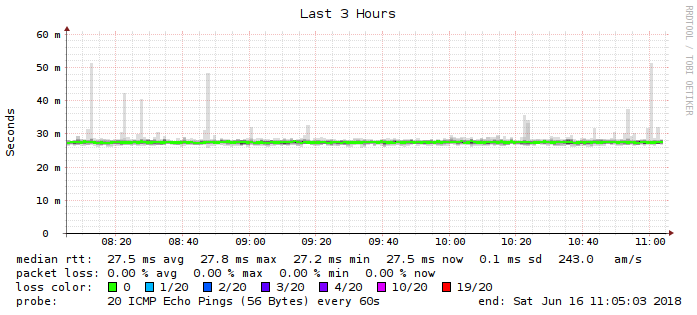 Last 3 Hours
RRDTOOL / TOBI OETIKER
Seconds
60 m
50 m
40 m
30 m
20 m
10 m
0
08:20 08:40 09:00 09:20 09:40 10:00 10:20 10:40 11:00
median rtt: 27.5 ms avg 27.8 ms max 27.2 ms min 27.5 ms now 0.1 ms sd 243.0 am/s
packet loss: 0.00 % avg 0.00 % max 0.00 % min 0.00 % now
loss color: 0 1/20 2/20 3/20 4/20 10/20 19/20
probe: 20 ICMP Echo Pings (56 Bytes) every 60s end: Sat Jun 16 11:05:03 2018